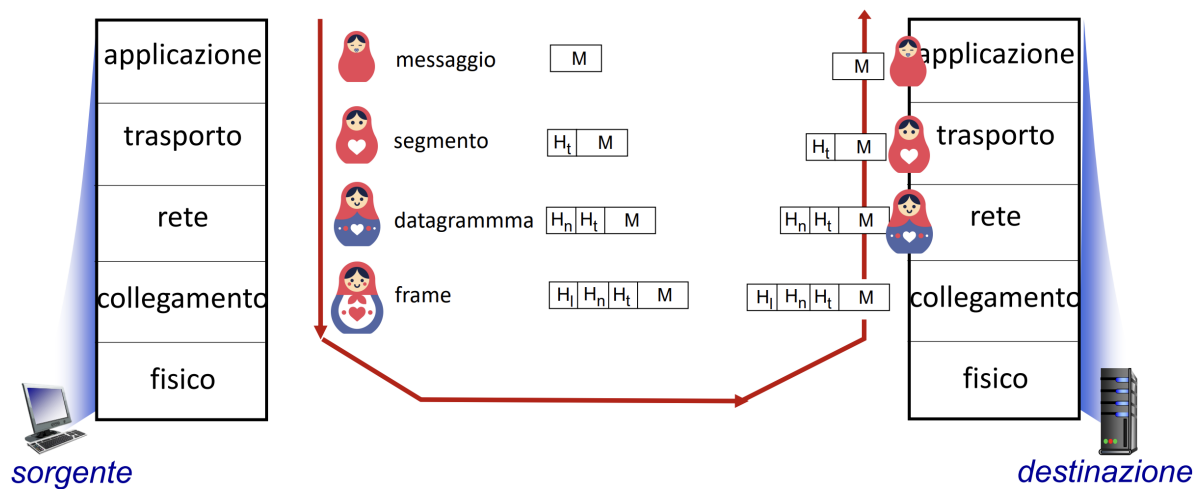 applicazione
messaggio
M
M
applicazione
trasporto
segmento
Ht M
Ht M
trasporto
rete
datagrammma
Hn Ht M
Hn Ht M
rete
collegamento
frame
Hl Hn Ht M
Hl Hn Ht M
collegamento
fisico
fisico
sorgente
destinazione